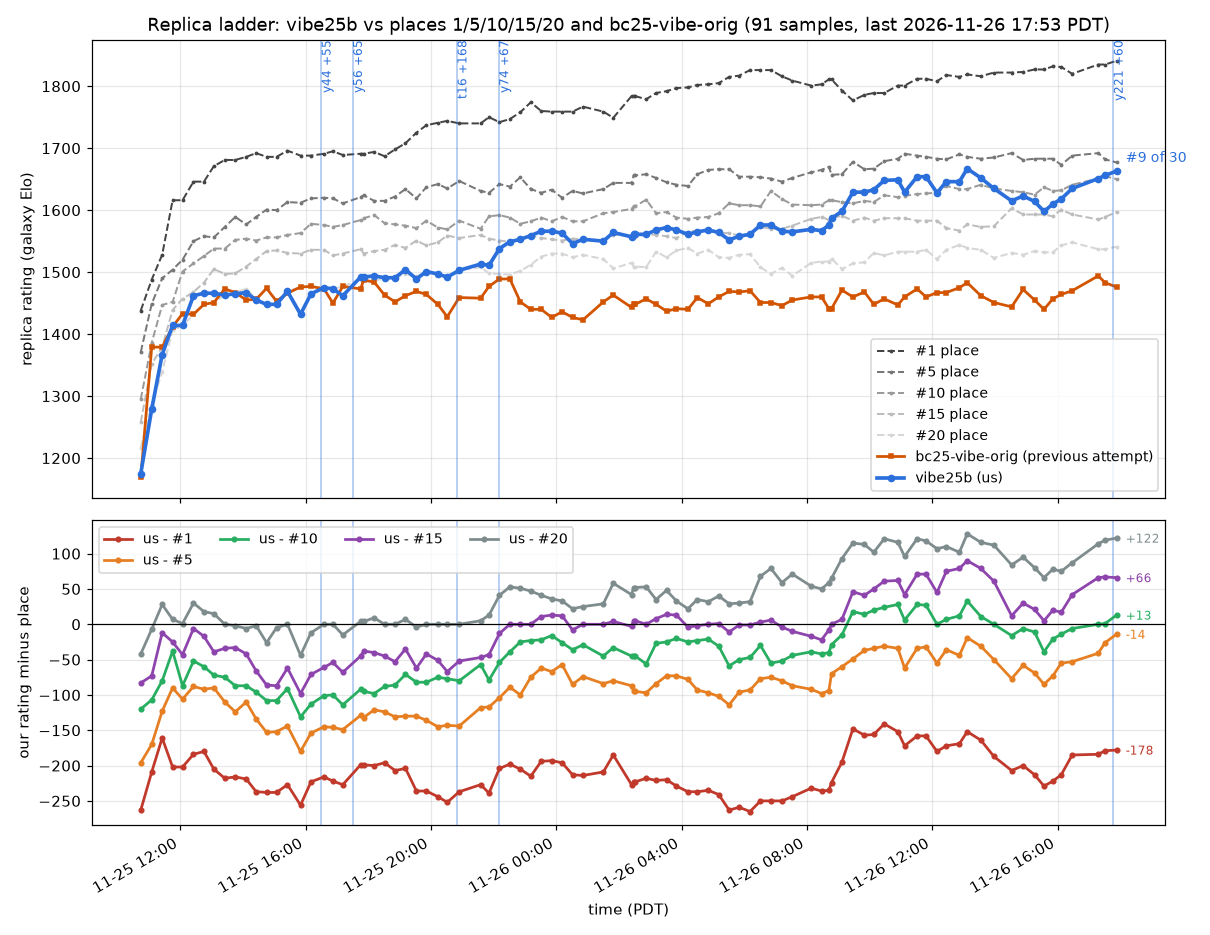 Replica ladder: vibe25b vs places 1/5/10/15/20 and bc25-vibe-orig (91 samples, last 2026-11-26 17:53 PDT)
y44 +55
y56 +65
t16 +168
y74 +67
y221 +60
1800
1700
1600
1500
1400
1300
1200
replica rating (galaxy Elo)
#9 of 30
#1 place
#5 place
#10 place
#15 place
#20 place
bc25-vibe-orig (previous attempt)
vibe25b (us)
us - #1
us - #5
us - #10
us - #15
us - #20
100
50
0
−50
−100
−150
−200
−250
our rating minus place
+122
+66
+13
-14
-178
11-25 12:00
11-25 16:00
11-25 20:00
11-26 00:00
11-26 04:00
11-26 08:00
11-26 12:00
11-26 16:00
time (PDT)